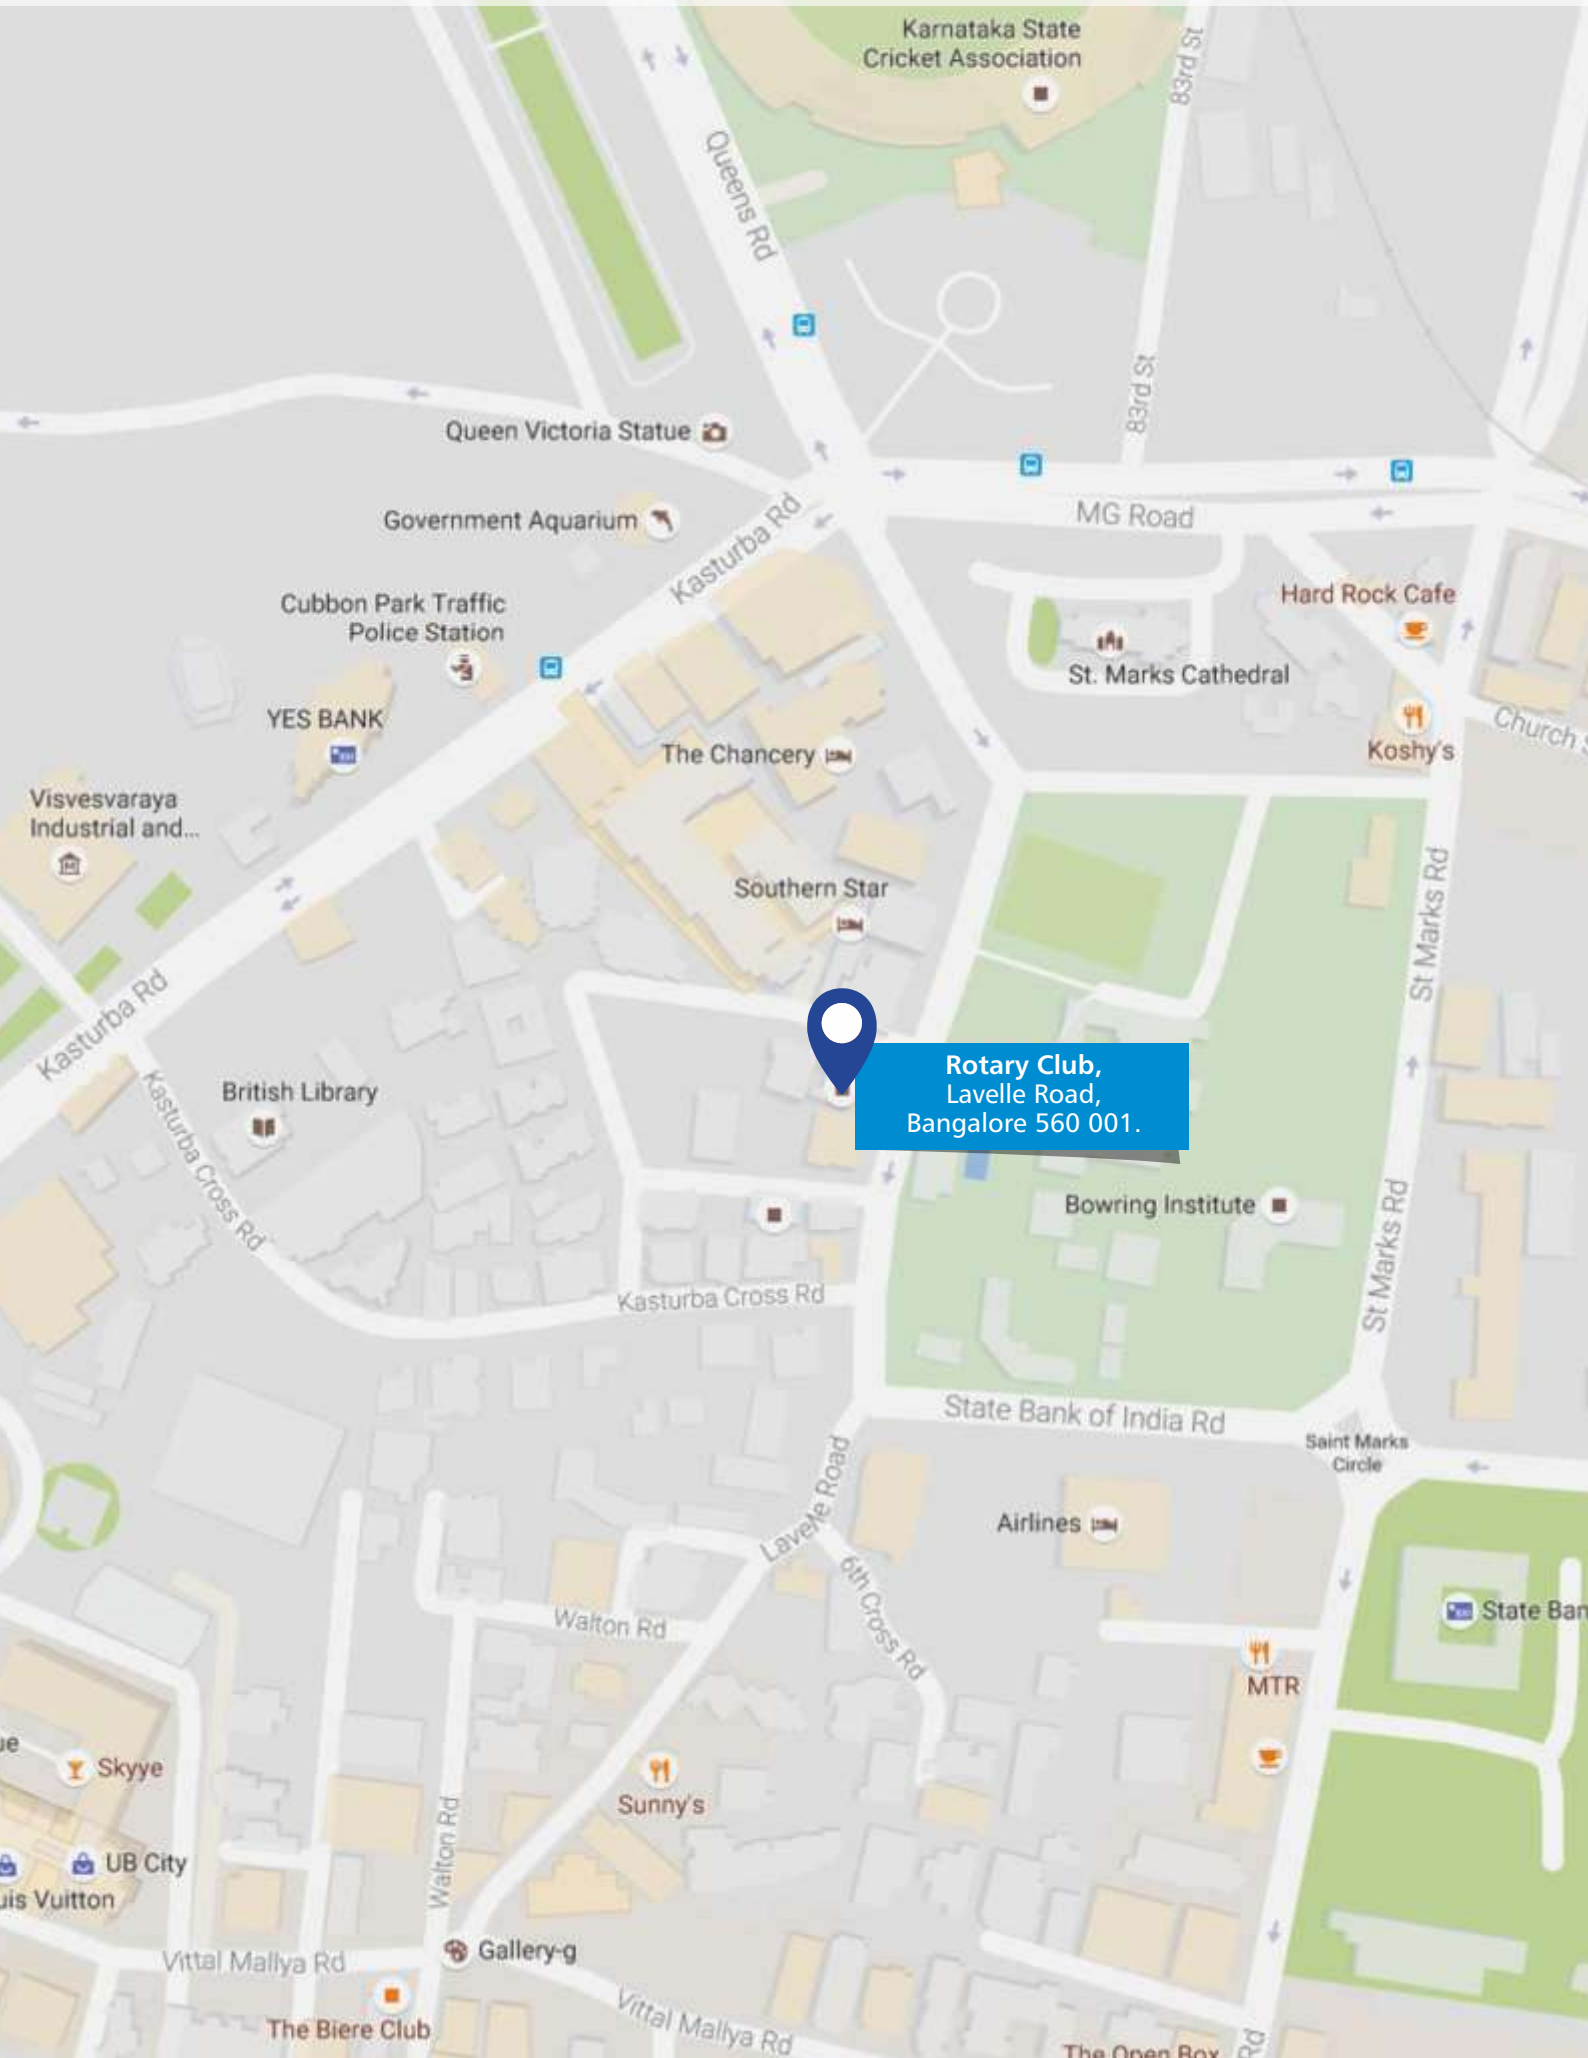 Karnataka State
Cricket Association
83rd St
Queens Rd
83rd St
Queen Victoria Statue
Government Aquarium
Kasturba Rd
MG Road
Hard Rock Cafe
Cubbon Park Traffic
Police Station
St. Marks Cathedral
YES BANK
Koshy's
Church
The Chancery
Visvesvaraya
Industrial and...
Southern Star
St Marks Rd
Kasturba Rd
Rotary Club,
Lavelle Road,
Bangalore 560 001.
British Library
Kasturba Cross Rd
Bowring Institute
St Marks Rd
Kasturba Cross Rd
State Bank of India Rd
Saint Marks
Circle
Lavelle Road
Airlines
6th Cross Rd
Walton Rd
State Ban
MTR
ue
Skyye
Sunny's
Walton Rd
UB City
uis Vuitton
Gallery-g
Vittal Mallya Rd
The Biere Club
Vittal Mallya Rd
The Open Box
Rd